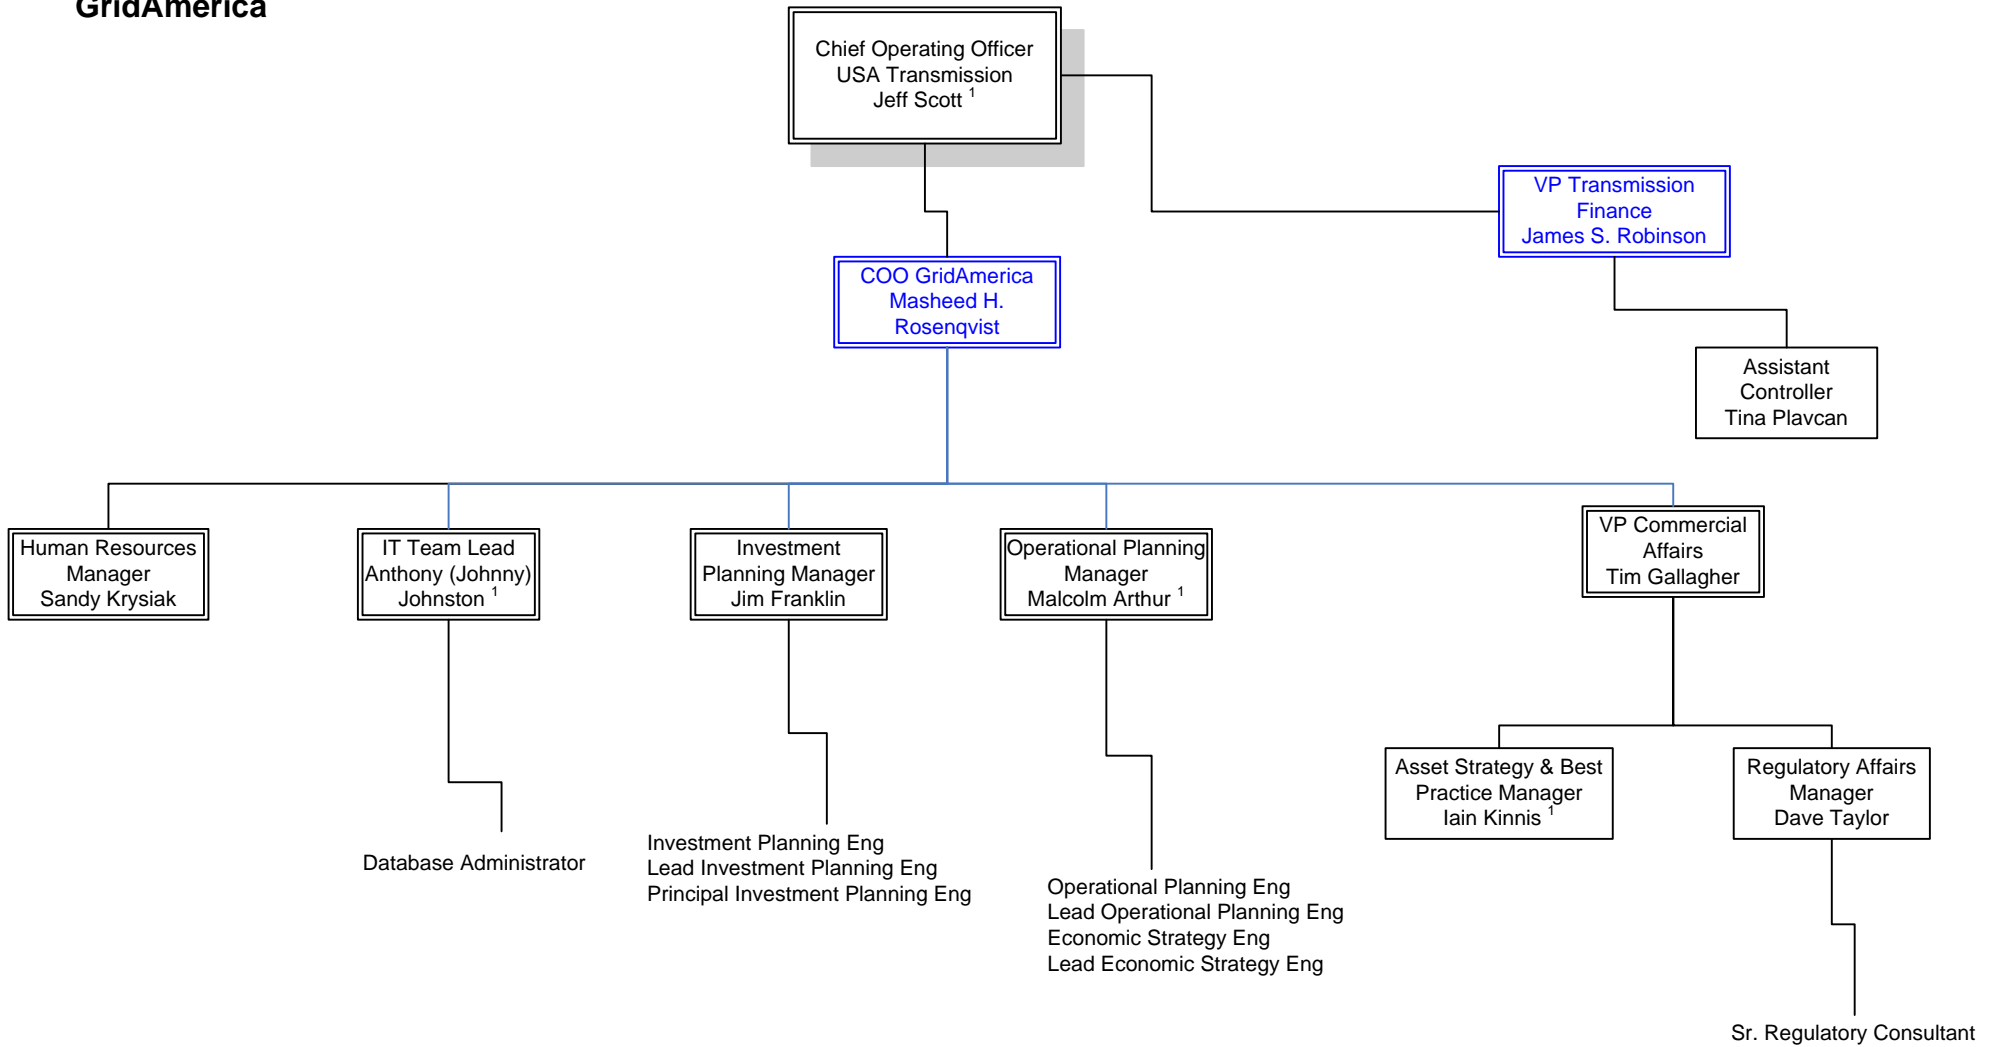 GridAmerica
Chief Operating Officer
USA Transmission
Jeff Scott 1
VP Transmission
Finance
James S. Robinson
COO GridAmerica
Masheed H.
Rosenqvist
Assistant
Controller
Tina Plavcan
Human Resources
Manager
Sandy Krysiak
IT Team Lead
Anthony (Johnny)
Johnston 1
Investment
Planning Manager
Jim Franklin
Operational Planning
Manager
Malcolm Arthur 1
VP Commercial
Affairs
Tim Gallagher
Asset Strategy & Best
Practice Manager
Iain Kinnis 1
Regulatory Affairs
Manager
Dave Taylor
Database Administrator
Investment Planning Eng
Lead Investment Planning Eng
Principal Investment Planning Eng
Operational Planning Eng
Lead Operational Planning Eng
Economic Strategy Eng
Lead Economic Strategy Eng
Sr. Regulatory Consultant